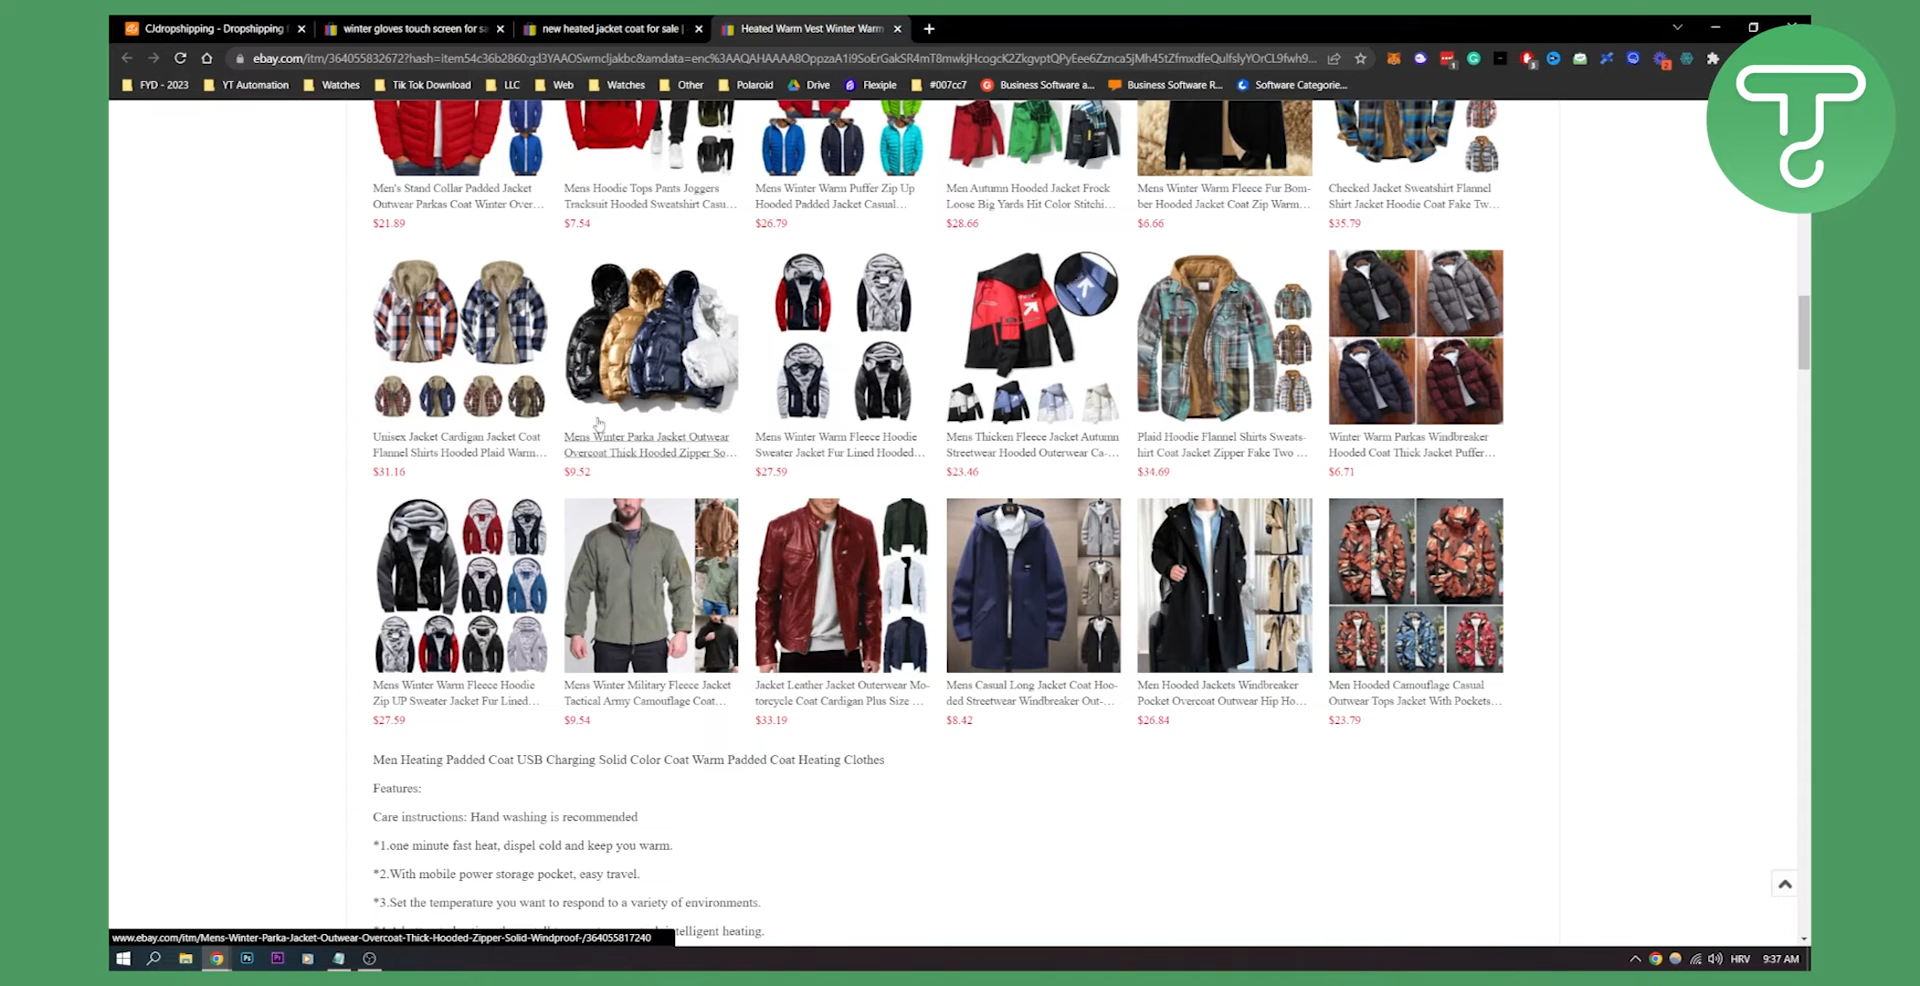 CJdropshipping - Dropshipping f
winter gloves touch screen for sa
new heated jacket coat for sale |
Heated Warm Vest Winter Warm
FYD - 2023
YT Automation
Watches
Tik Tok Download
LLC
Web
Watches
Other
Polaroid
Drive
Flexiple
#007cc7
Business Software a...
Business Software R...
Software Categorie...
Men's Stand Collar Padded Jacket
Outwear Parkas Coat Winter Over...
$21.89
Mens Hoodie Tops Pants Joggers
Tracksuit Hooded Sweatshirt Casu...
$7.54
Mens Winter Warm Puffer Zip Up
Hooded Padded Jacket Casual...
$26.79
Men Autumn Hooded Jacket Frock
Loose Big Yards Hit Color Stitchi...
$28.66
Mens Winter Warm Fleece Fur Bom-
ber Hooded Jacket Coat Zip Warm...
$6.66
Checked Jacket Sweatshirt Flannel
Shirt Jacket Hoodie Coat Fake Tw...
$35.79
Unisex Jacket Cardigan Jacket Coat
Flannel Shirts Hooded Plaid Warm...
$31.16
Mens Winter Parka Jacket Outwear
Overcoat Thick Hooded Zipper So...
$9.52
Mens Winter Warm Fleece Hoodie
Sweater Jacket Fur Lined Hooded...
$27.59
Mens Thicken Fleece Jacket Autumn
Streetwear Hooded Outerwear Ca-...
$23.46
Plaid Hoodie Flannel Shirts Sweats-
hirt Coat Jacket Zipper Fake Two ...
$34.69
Winter Warm Parkas Windbreaker
Hooded Coat Thick Jacket Puffer...
$6.71
Mens Winter Warm Fleece Hoodie
Zip UP Sweater Jacket Fur Lined...
$27.59
Mens Winter Military Fleece Jacket
Tactical Army Camouflage Coat...
$9.54
Jacket Leather Jacket Outerwear Mo-
torcycle Coat Cardigan Plus Size ...
$33.19
Mens Casual Long Jacket Coat Hoo-
ded Streetwear Windbreaker Out-...
$8.42
Men Hooded Jackets Windbreaker
Pocket Overcoat Outwear Hip Ho...
$26.84
Men Hooded Camouflage Casual
Outwear Tops Jacket With Pockets...
$23.79
Men Heating Padded Coat USB Charging Solid Color Coat Warm Padded Coat Heating Clothes
Features:
Care instructions: Hand washing is recommended
*1.one minute fast heat, dispel cold and keep you warm.
*2.With mobile power storage pocket, easy travel.
*3.Set the temperature you want to respond to a variety of environments.
intelligent heating.
www.ebay.com/itm/Mens-Winter-Parka-Jacket-Outwear-Overcoat-Thick-Hooded-Zipper-Solid-Windproof-/364055817240
HRV
9:37 AM